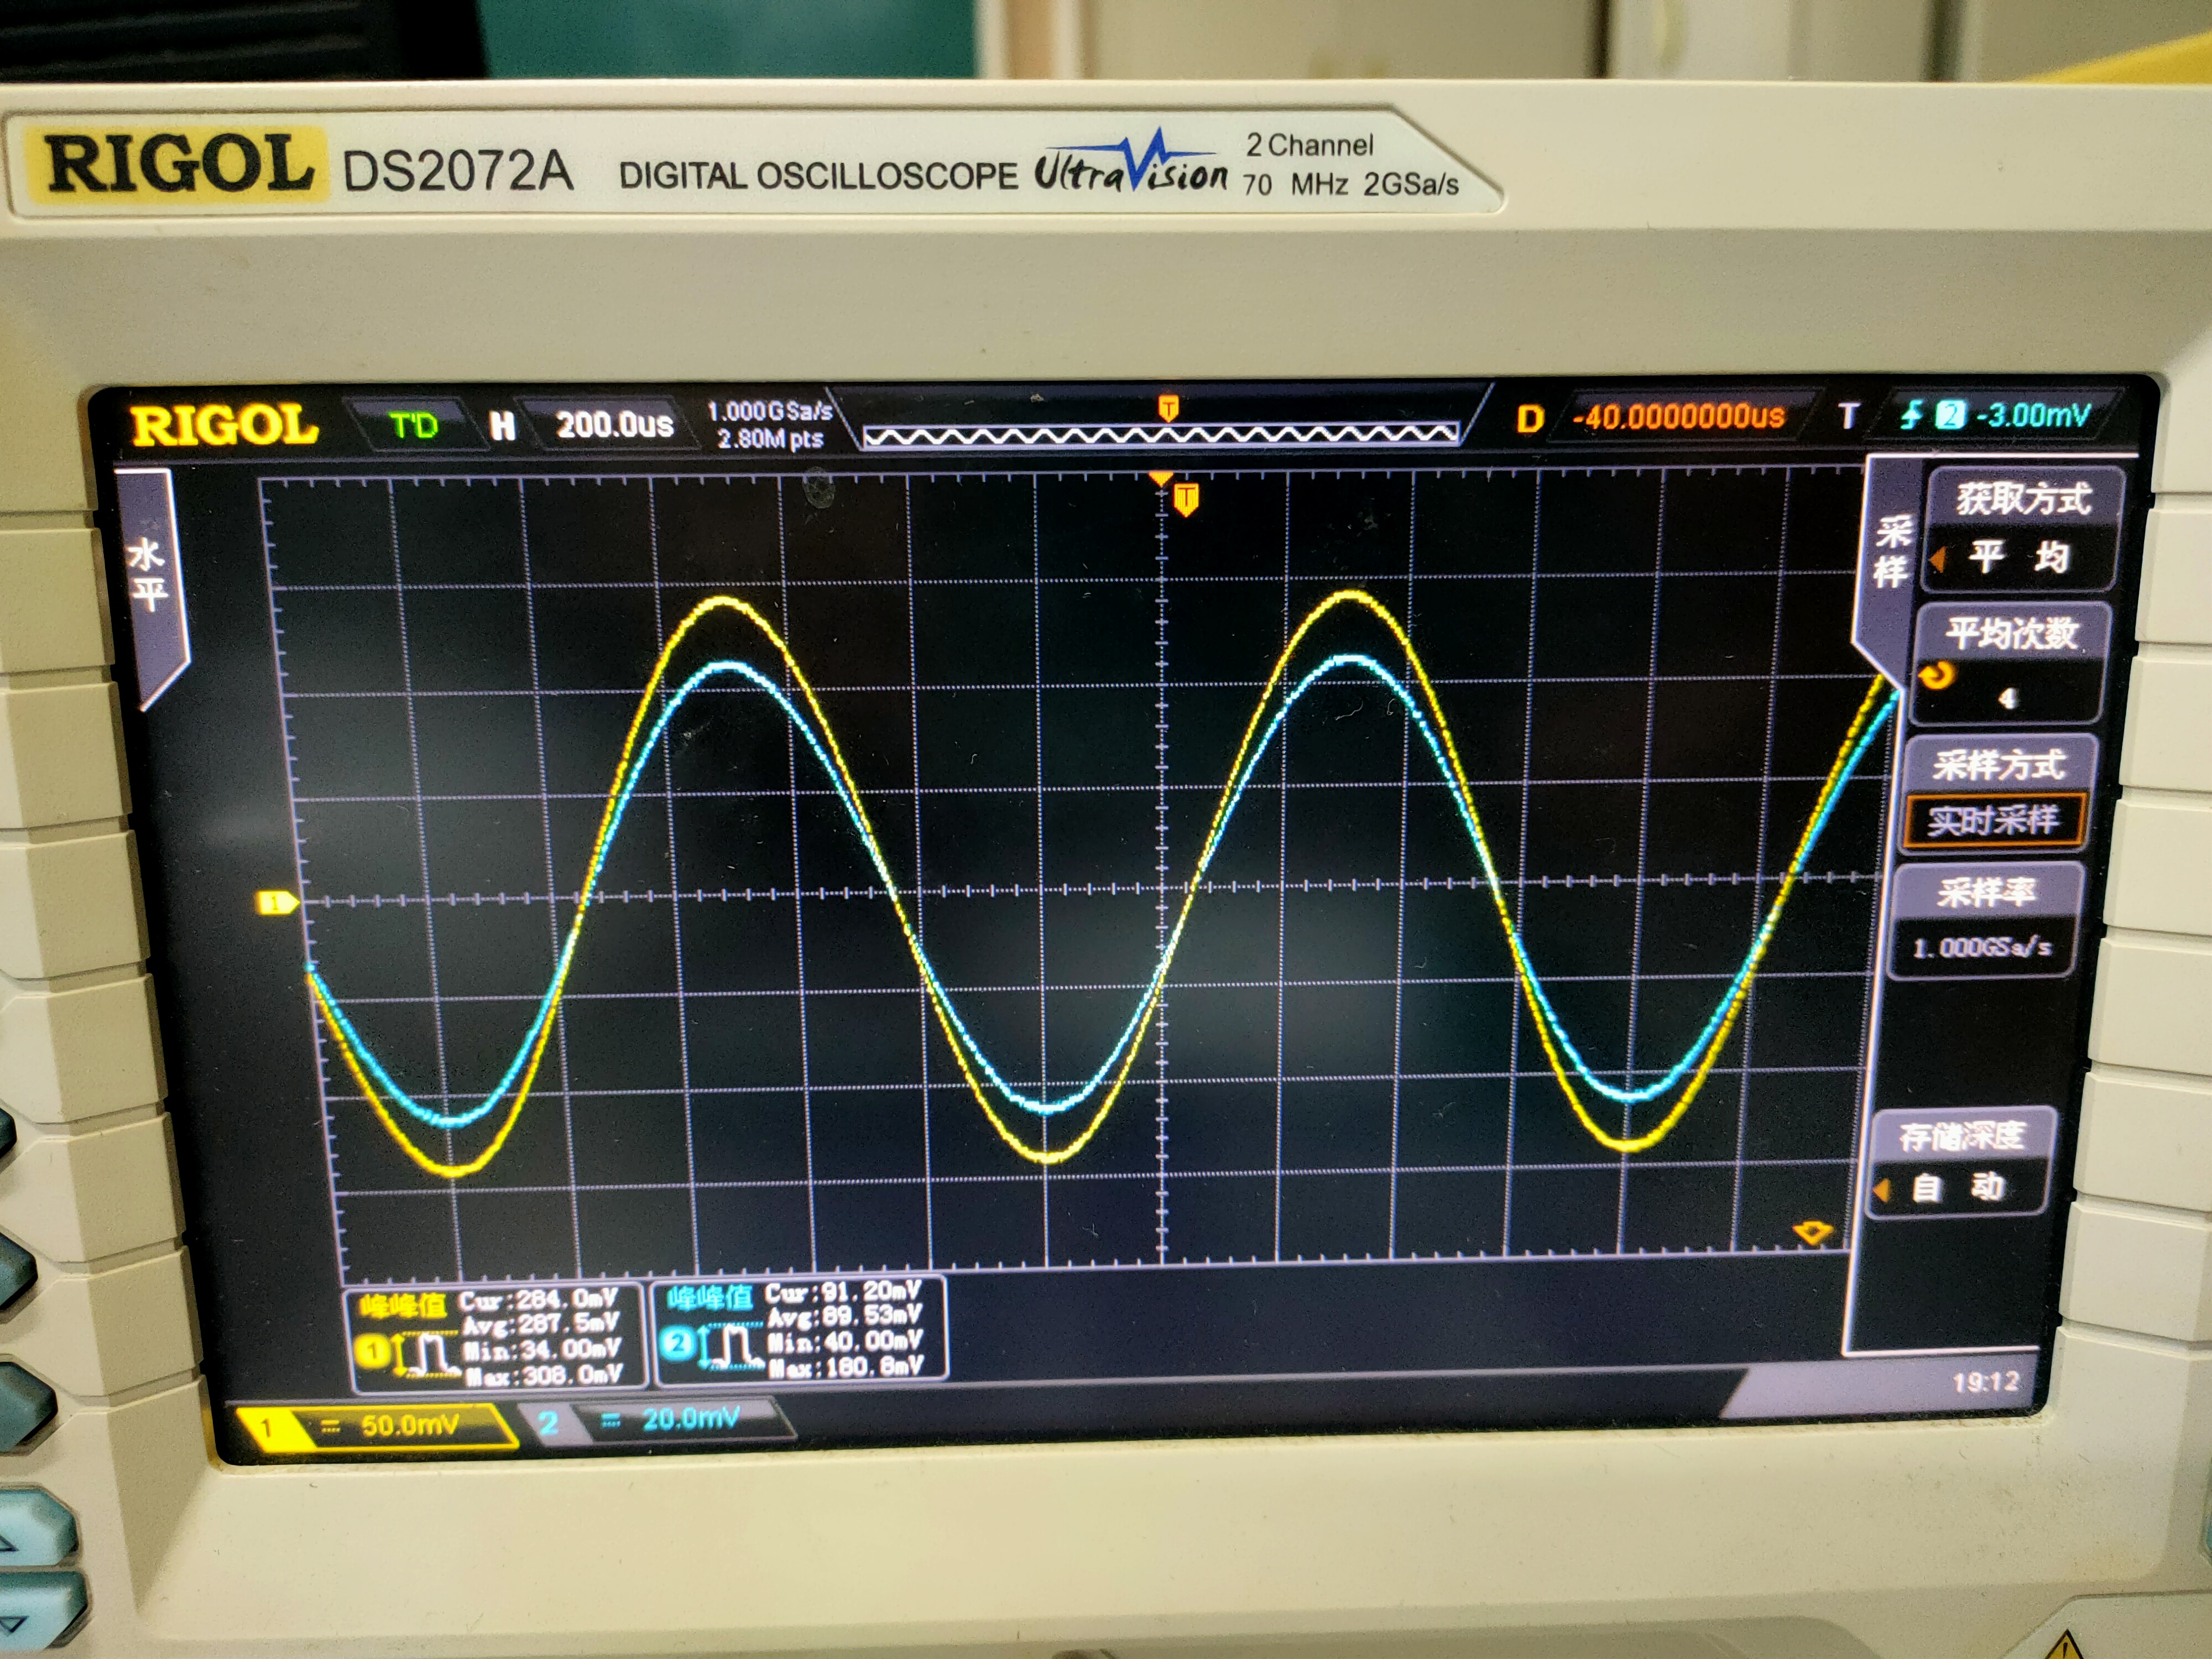 RIGOL DS2072A DIGITAL OSCILLOSCOPE UltraVision 2 Channel
70 MHz 2GSa/s
RIGOL T'D H 200.0us 1.000GSa/s D -40.0000000us T 2 -3.00mV
2.80M pts
T
T
水平
采样
获取方式
平 均
平均次数
4
采样方式
实时采样
采样率
1.000GSa/s
存储深度
自 动
1
峰峰值 Cur:284.0mV
Avg:287.5mV
1 Min:34.00mV
Max:308.0mV
峰峰值 Cur:91.20mV
Avg:89.53mV
2 Min:40.00mV
Max:180.8mV
1 50.0mV 2 20.0mV
19:12